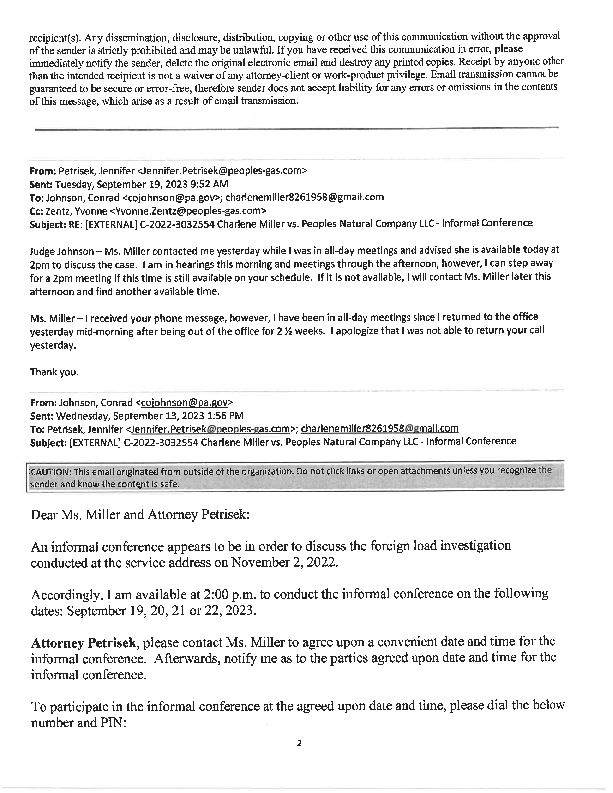 recipient(s). Any dissemination, disclosure, distribution, copying or other use of this communication without the approval
of the sender is strictly prohibited and may be unlawful. If you have received this communication in error, please
immediately notify the sender, delete the original electronic email and destroy any printed copies. Receipt by anyone other
than the intended recipient is not a waiver of any attorney-client or work-product privilege. Email transmission cannot be
guaranteed to be secure or error-free, therefore sender does not accept liability for any errors or omissions in the contents
of this message, which arise as a result of email transmission.
From: Petrisek, Jennifer <Jennifer.Petrisek@peoples-gas.com>
Sent: Tuesday, September 19, 2023 9:52 AM
To: Johnson, Conrad <cojohnson@pa.gov>; charlenemiller8261958@gmail.com
Cc: Zentz, Yvonne <Yvonne.Zentz@peoples-gas.com>
Subject: RE: [EXTERNAL] C-2022-3032554 Charlene Miller vs. Peoples Natural Company LLC - Informal Conference
Judge Johnson – Ms. Miller contacted me yesterday while I was in all-day meetings and advised she is available today at
2pm to discuss the case. I am in hearings this morning and meetings through the afternoon, however, I can step away
for a 2pm meeting if this time is still available on your schedule. If it is not available, I will contact Ms. Miller later this
afternoon and find another available time.
Ms. Miller – I received your phone message, however, I have been in all-day meetings since I returned to the office
yesterday mid-morning after being out of the office for 2 ½ weeks. I apologize that I was not able to return your call
yesterday.
Thank you.
From: Johnson, Conrad <cojohnson@pa.gov>
Sent: Wednesday, September 13, 2023 1:56 PM
To: Petrisek, Jennifer <Jennifer.Petrisek@peoples-gas.com>; charlenemiller8261958@gmail.com
Subject: [EXTERNAL] C-2022-3032554 Charlene Miller vs. Peoples Natural Company LLC - Informal Conference
CAUTION: This email originated from outside of the organization. Do not click links or open attachments unless you recognize the
sender and know the content is safe.
Dear Ms. Miller and Attorney Petrisek:
An informal conference appears to be in order to discuss the foreign load investigation
conducted at the service address on November 2, 2022.
Accordingly, I am available at 2:00 p.m. to conduct the informal conference on the following
dates: September 19, 20, 21 or 22, 2023.
Attorney Petrisek, please contact Ms. Miller to agree upon a convenient date and time for the
informal conference. Afterwards, notify me as to the parties agreed upon date and time for the
informal conference.
To participate in the informal conference at the agreed upon date and time, please dial the below
number and PIN:
2